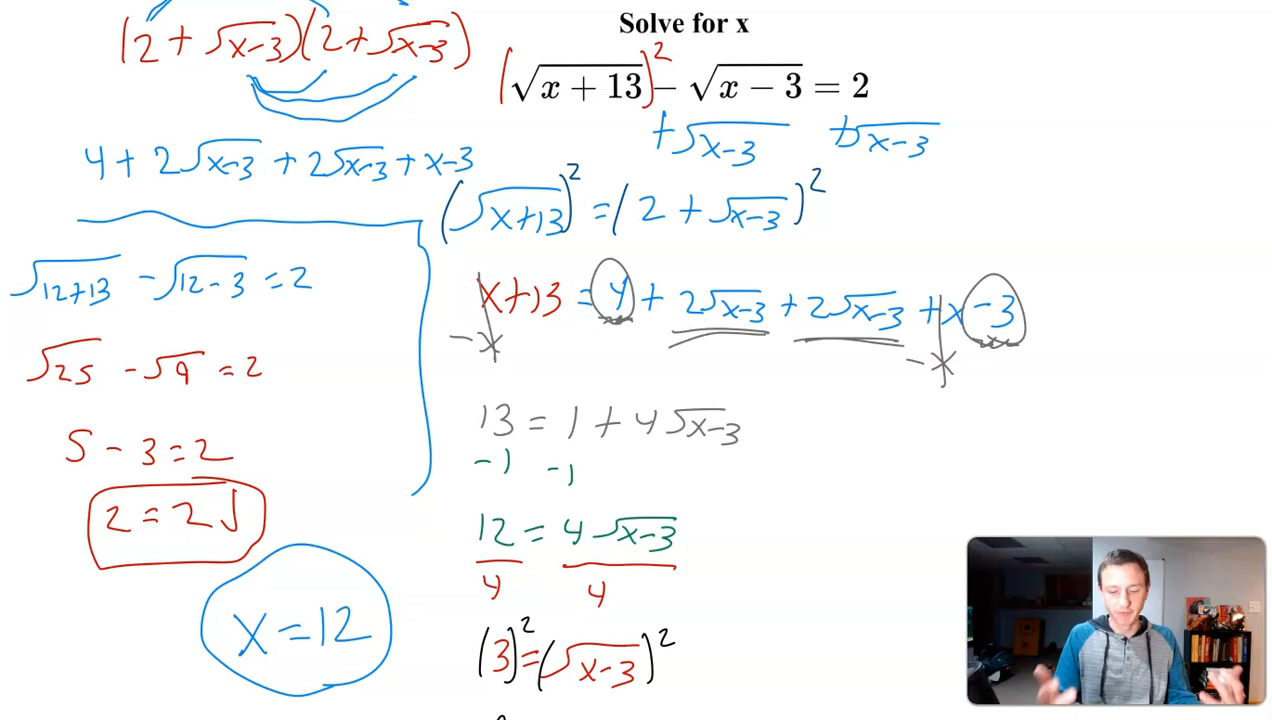 Solve for x
(√(x + 13))² − √(x − 3) = 2
+√(x−3) +√(x−3)
(√(x+13))² = (2 + √(x−3))²
x+13 = 4 + 2√(x−3) + 2√(x−3) + x −3
−x −x
13 = 1 + 4√(x−3)
−1 −1
12 = 4√(x−3)
4 4
(3)² = (√(x−3))²
(2 + √(x−3))(2 + √(x−3))
4 + 2√(x−3) + 2√(x−3) + x−3
√(12+13) − √(12−3) = 2
√25 − √9 = 2
5 − 3 = 2
2 = 2 √
x = 12